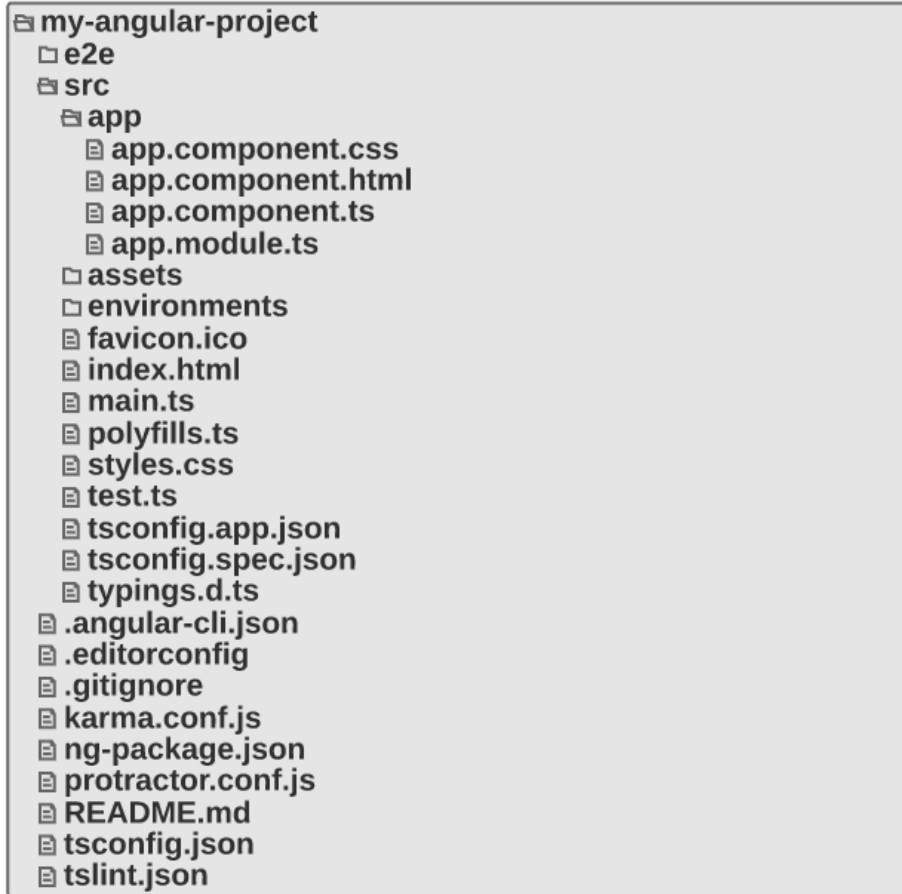 my-angular-project
e2e
src
app
app.component.css
app.component.html
app.component.ts
app.module.ts
assets
environments
favicon.ico
index.html
main.ts
polyfills.ts
styles.css
test.ts
tsconfig.app.json
tsconfig.spec.json
typings.d.ts
.angular-cli.json
.editorconfig
.gitignore
karma.conf.js
ng-package.json
protractor.conf.js
README.md
tsconfig.json
tslint.json